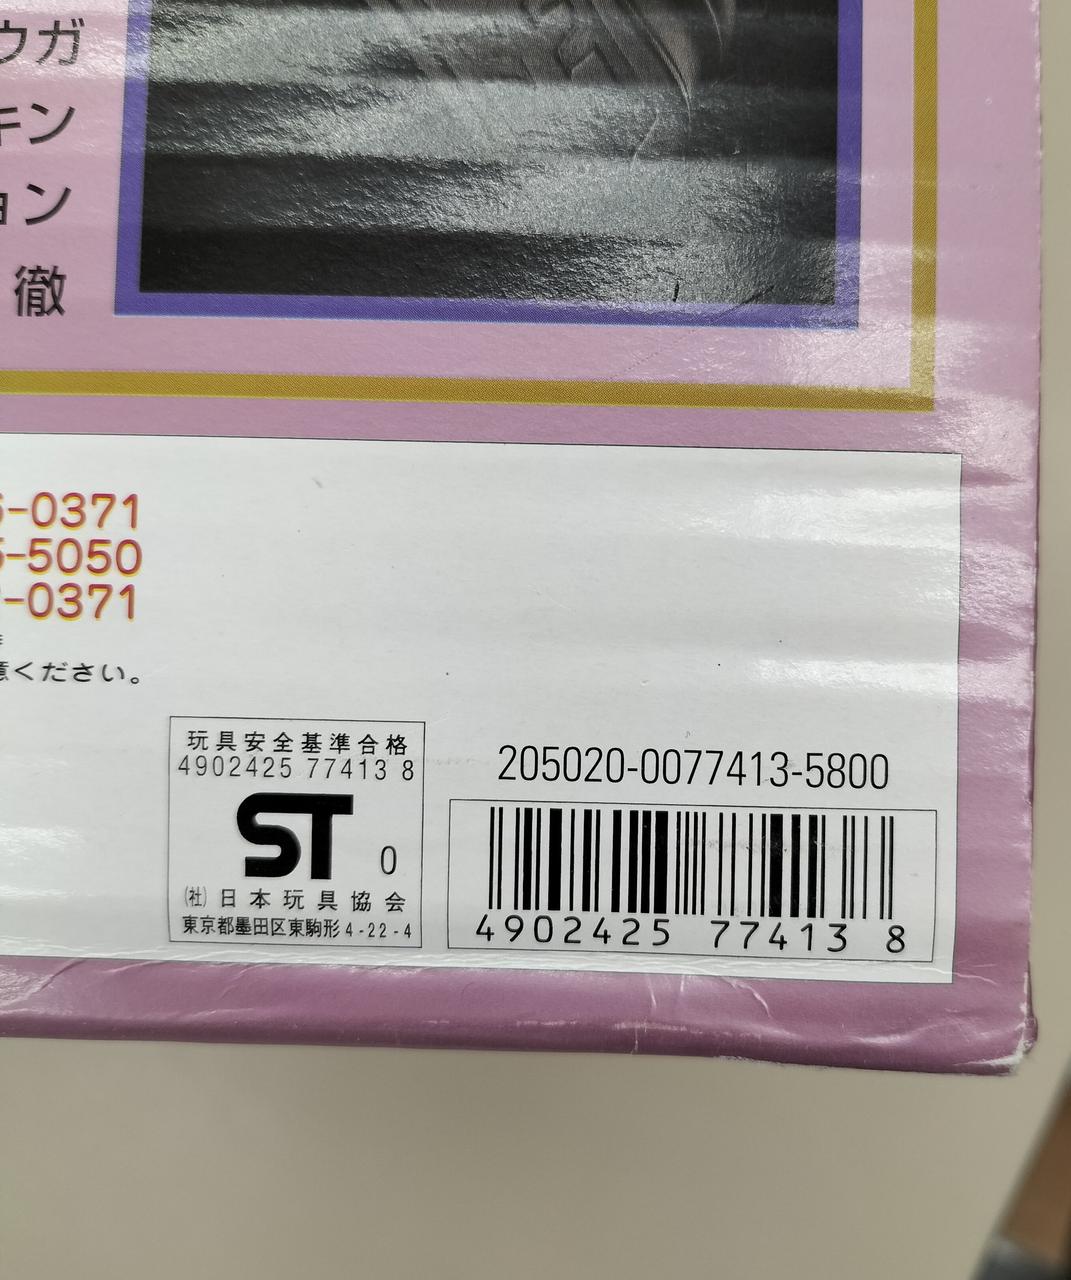 ウガ
キン
ョン
徹
-0371
-5050
-0371
意ください。
玩具安全基準合格
4902425 77413 8
ST 0
(社)日本玩具協会
東京都墨田区東駒形4-22-4
205020-0077413-5800
4902425 77413 8